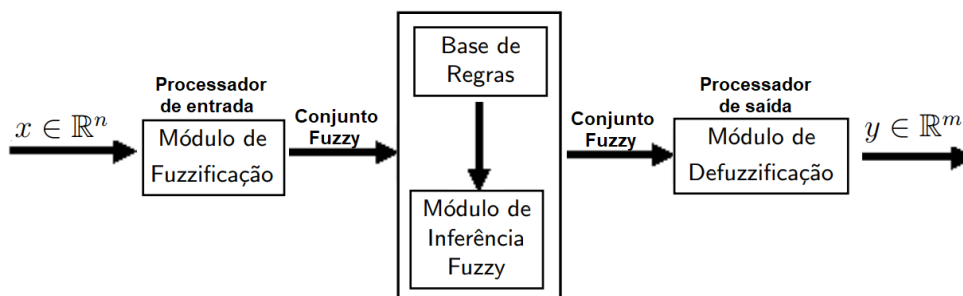 x ∈ ℝⁿ
Processador
de entrada
Módulo de
Fuzzificação
Conjunto
Fuzzy
Base de
Regras
Módulo de
Inferência
Fuzzy
Conjunto
Fuzzy
Processador
de saída
Módulo de
Defuzzificação
y ∈ ℝᵐ